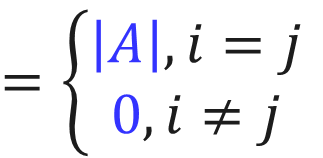 = { |A|, i = j
0, i ≠ j